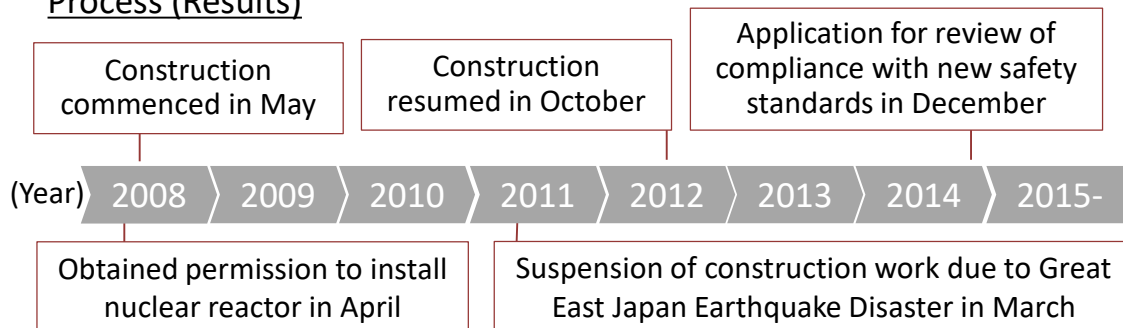 Process (Results)
Construction
commenced in May
Construction
resumed in October
Application for review of
compliance with new safety
standards in December
(Year) 2008 2009 2010 2011 2012 2013 2014 2015-
Obtained permission to install
nuclear reactor in April
Suspension of construction work due to Great
East Japan Earthquake Disaster in March